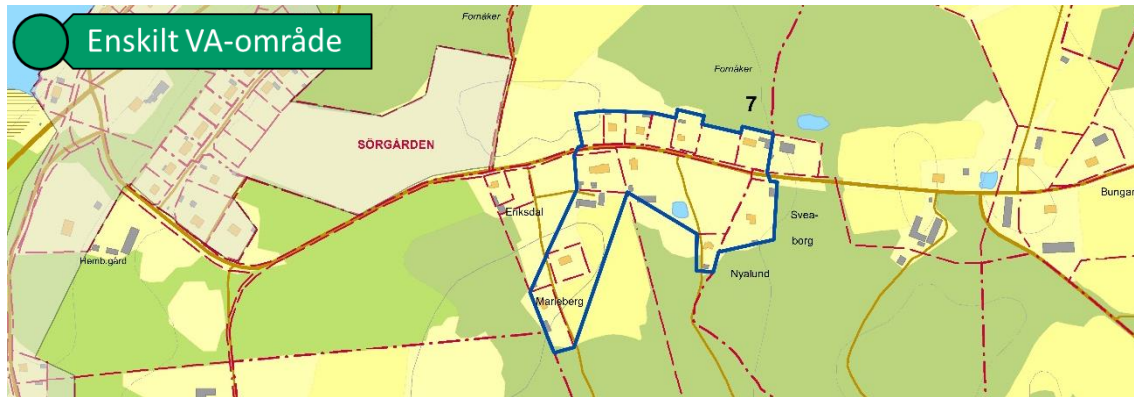 Enskilt VA-område
Fornåker
Fornåker
7
SÖRGÅRDEN
Eriksdal
Bungar
Svea-
borg
Hemb.gård
Nyalund
Marieberg